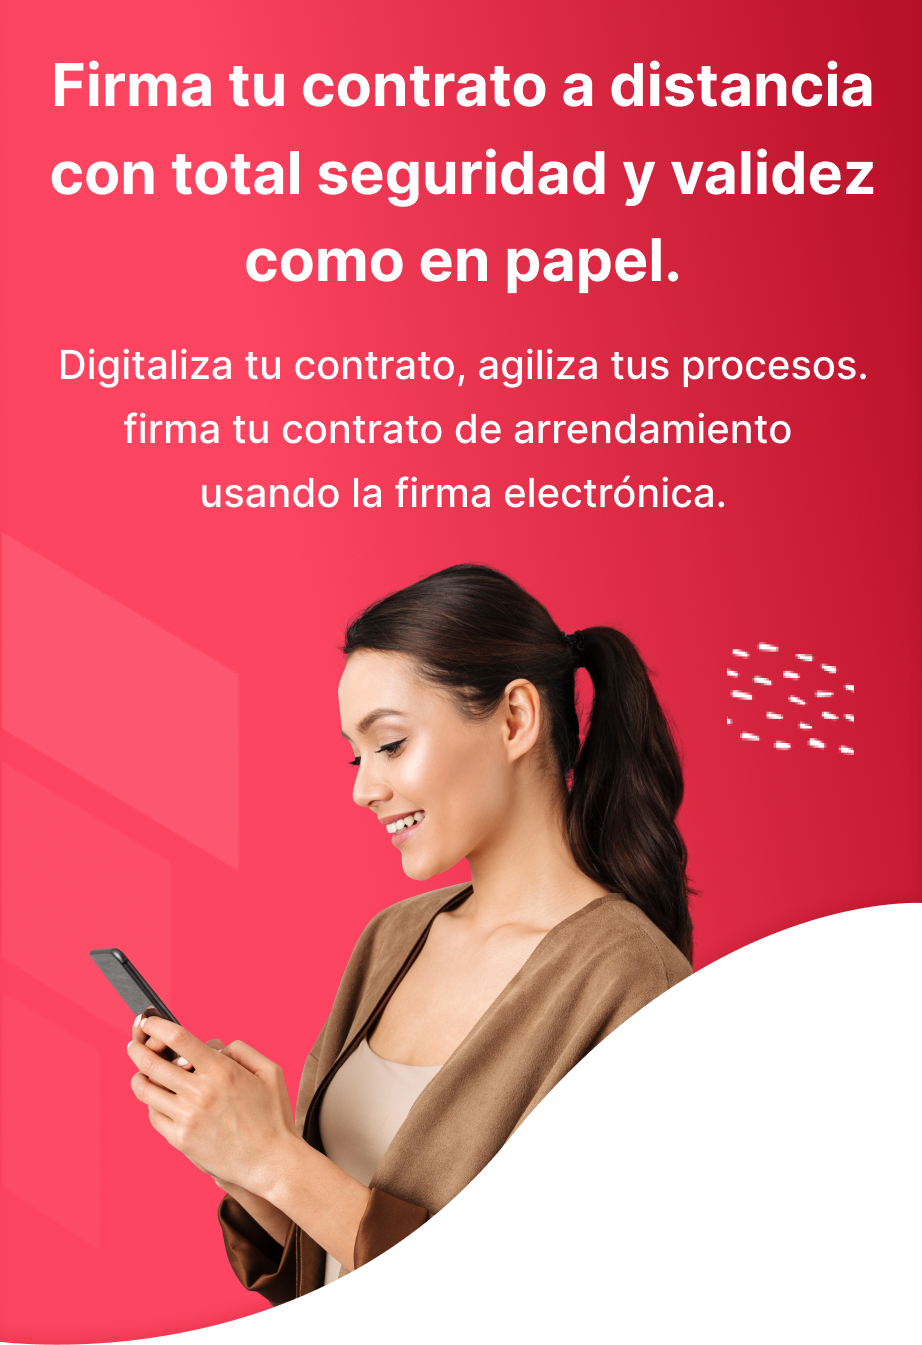 Firma tu contrato a distancia
con total seguridad y validez
como en papel.
Digitaliza tu contrato, agiliza tus procesos.
firma tu contrato de arrendamiento
usando la firma electrónica.